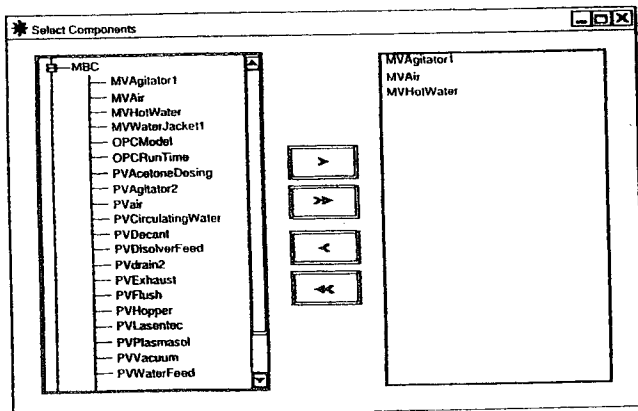 Select Components
MBC
MVAgitator1
MVAir
MVHotWater
MVWaterJacket1
OPCModel
OPCRunTime
PVAcetoneDosing
PVAgitator2
PVair
PVCirculatingWater
PVDecant
PVDisolverFeed
PVdrain2
PVExhaust
PVFlush
PVHopper
PVLasentec
PVPlasmasol
PVVacuum
PVWaterFeed
>
>>
<
<<
MVAgitator1
MVAir
MVHotWater